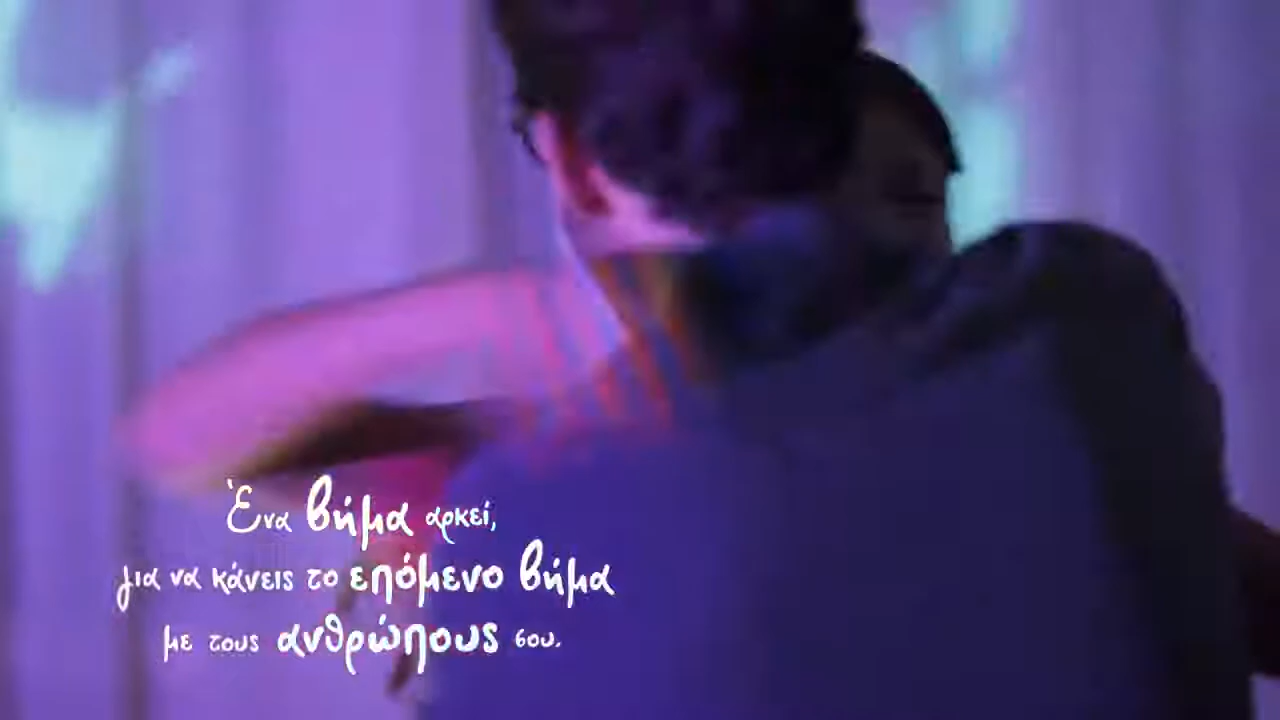 Ένα βήμα αρκεί,
για να κάνεις το επόμενο βήμα
με τους ανθρώπους σου.